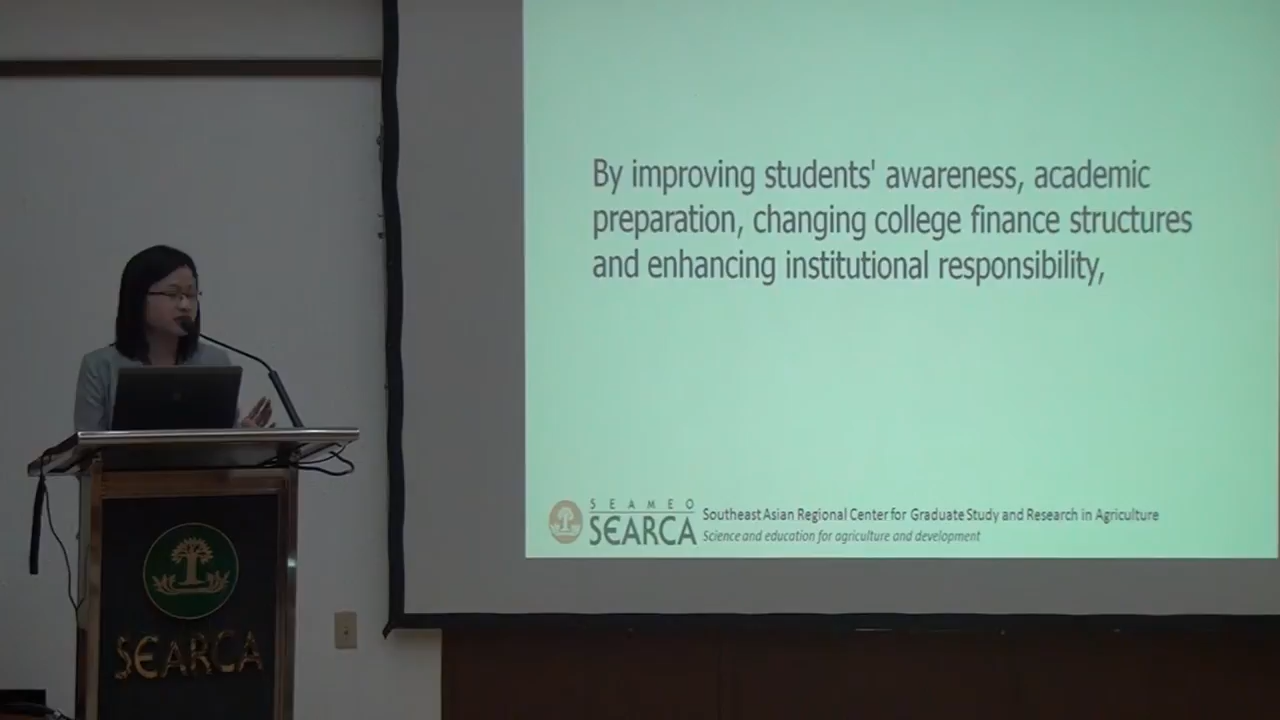 By improving students' awareness, academic
preparation, changing college finance structures
and enhancing institutional responsibility,
SEAMEO
SEARCA
Southeast Asian Regional Center for Graduate Study and Research in Agriculture
Science and education for agriculture and development
SEARCA